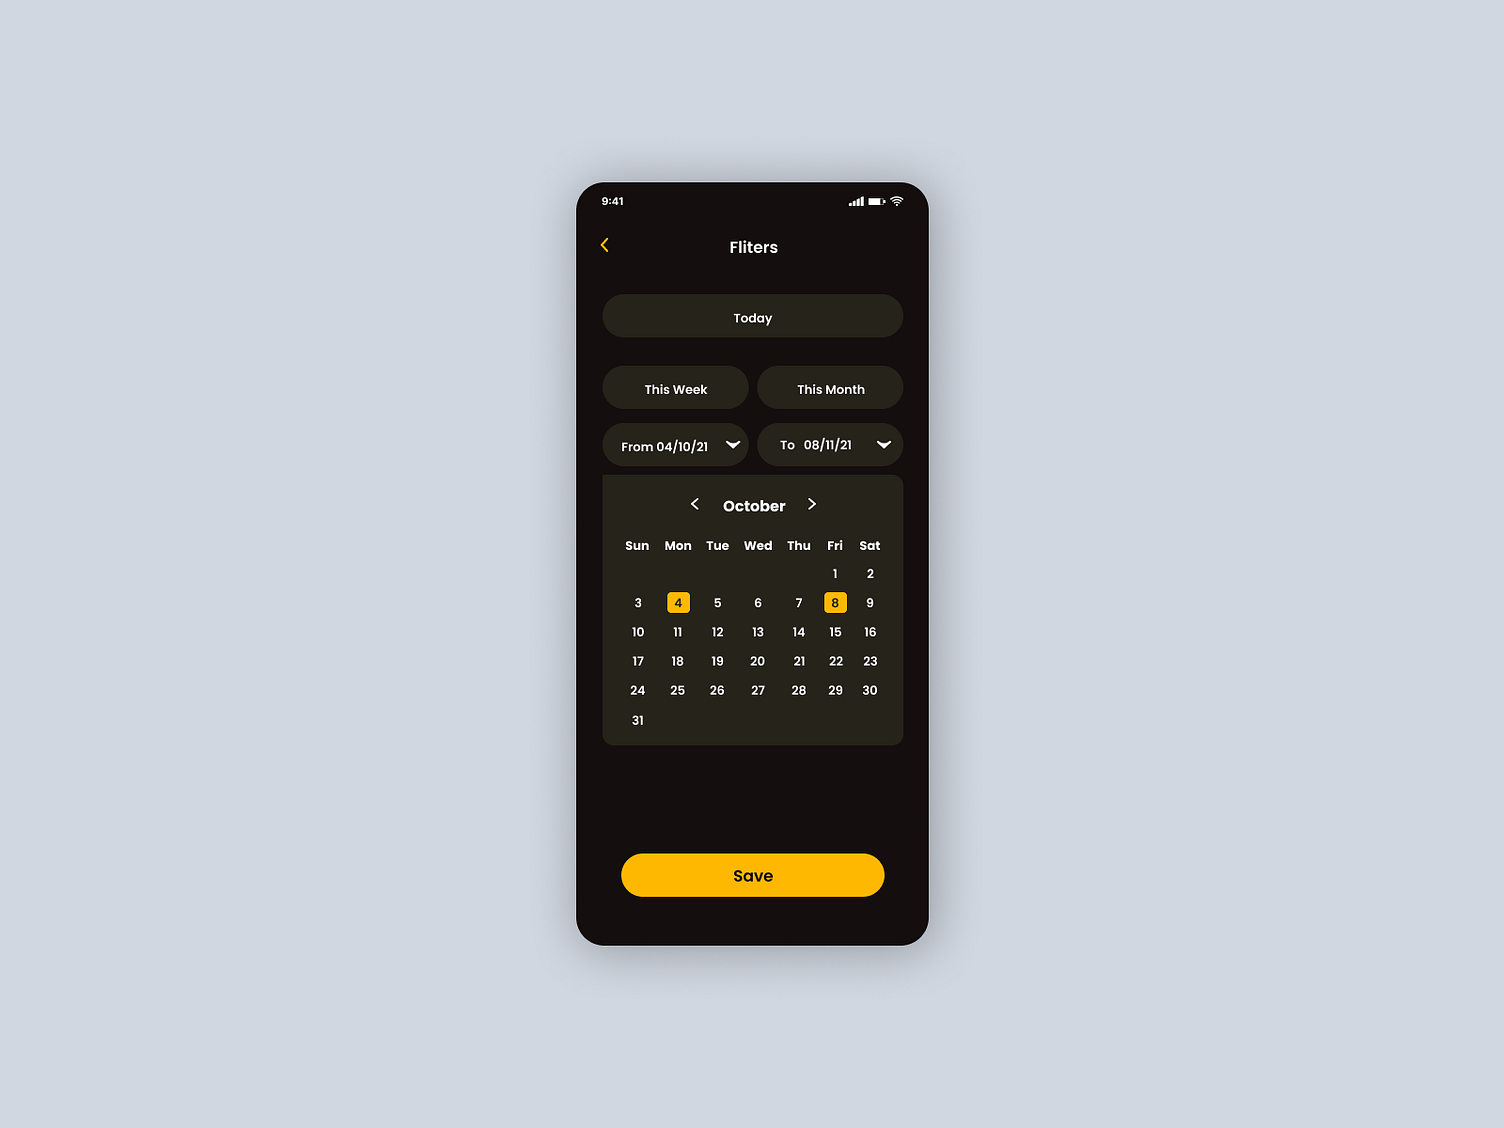 9:41
Fliters
Today
This Week This Month
From 04/10/21 To 08/11/21
October
Sun Mon Tue Wed Thu Fri Sat
1 2
3 4 5 6 7 8 9
10 11 12 13 14 15 16
17 18 19 20 21 22 23
24 25 26 27 28 29 30
31
Save